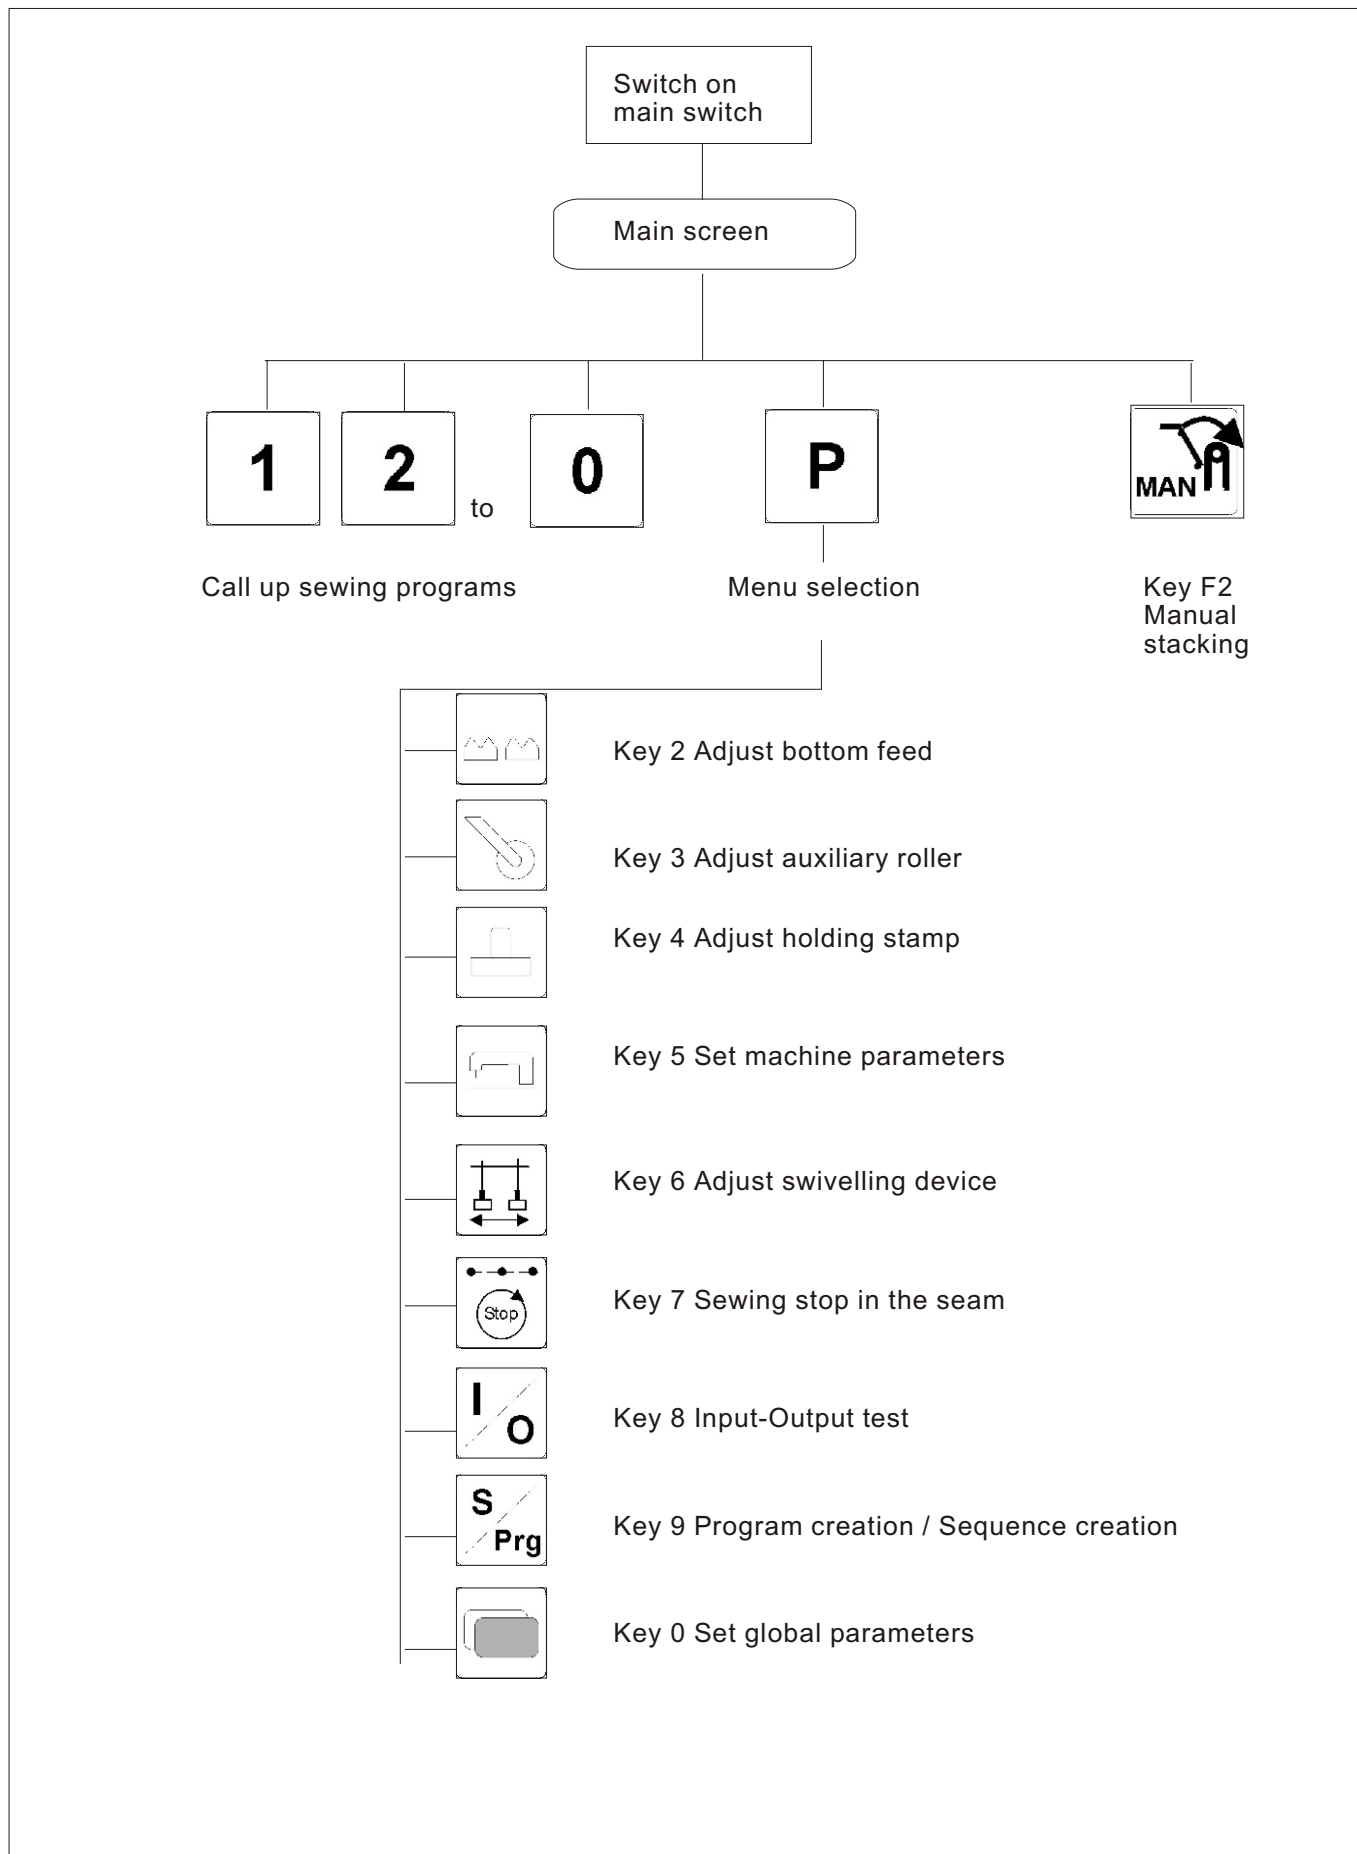 Switch on
main switch
Main screen
1 2 to 0 P MAN
Call up sewing programs
Menu selection
Key F2
Manual
stacking
Key 2 Adjust bottom feed
Key 3 Adjust auxiliary roller
Key 4 Adjust holding stamp
Key 5 Set machine parameters
Key 6 Adjust swivelling device
Stop
Key 7 Sewing stop in the seam
I
O
Key 8 Input-Output test
S
Prg
Key 9 Program creation / Sequence creation
Key 0 Set global parameters